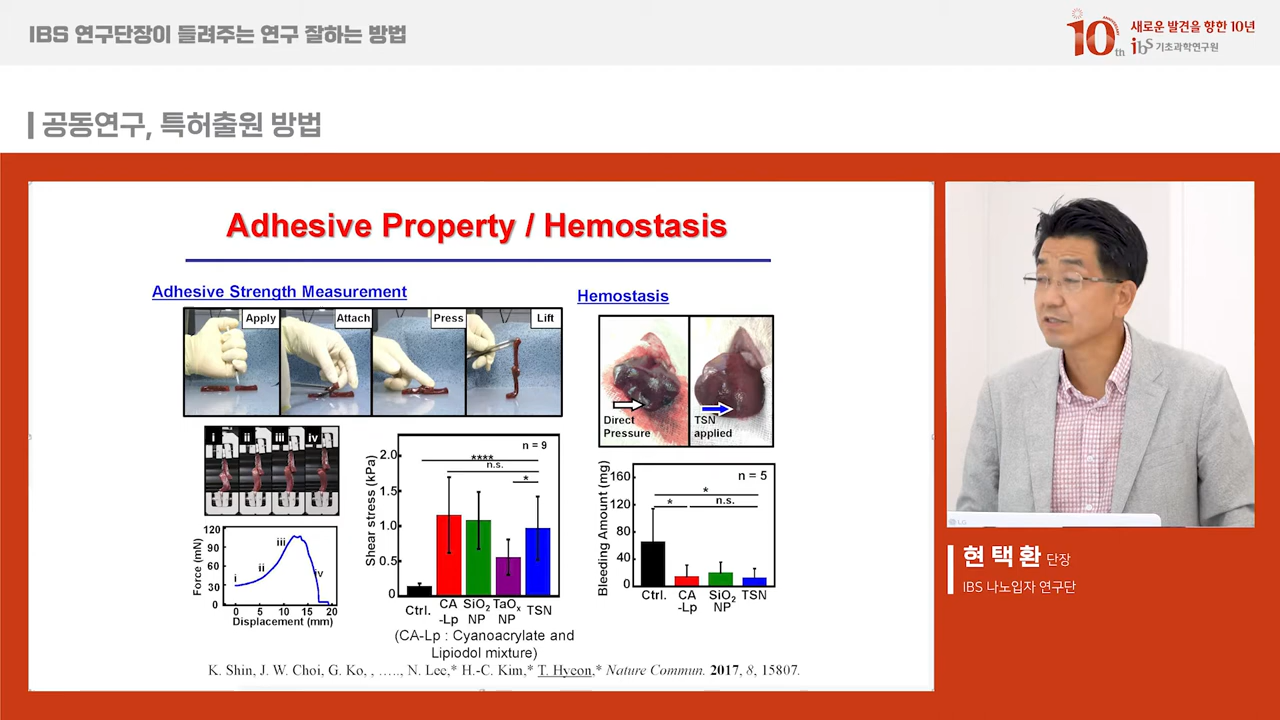 IBS 연구단장이 들려주는 연구 잘하는 방법
10th
ANNIVERSARY
새로운 발견을 향한 10년
ibs 기초과학연구원
공동연구, 특허출원 방법
Adhesive Property / Hemostasis
Adhesive Strength Measurement
Apply
Attach
Press
Lift
i
ii
iii
iv
Force (mN)
120
90
60
30
0
i
ii
iii
iv
0 5 10 15 20
Displacement (mm)
Shear stress (kPa)
2.0
1.5
1.0
0.5
0
n = 9
****
n.s.
*
Ctrl.
CA
-Lp
SiO2
NP
TaOx
NP
TSN
(CA-Lp : Cyanoacrylate and
Lipiodol mixture)
Hemostasis
Direct
Pressure
TSN
applied
Bleeding Amount (mg)
160
120
80
40
0
n = 5
*
*
n.s.
Ctrl.
CA
-Lp
SiO2
NP
TSN
K. Shin, J. W. Choi, G. Ko, , ….., N. Lee,* H.-C. Kim,* T. Hyeon,* Nature Commun. 2017, 8, 15807.
LG
현택환 단장
IBS 나노입자 연구단